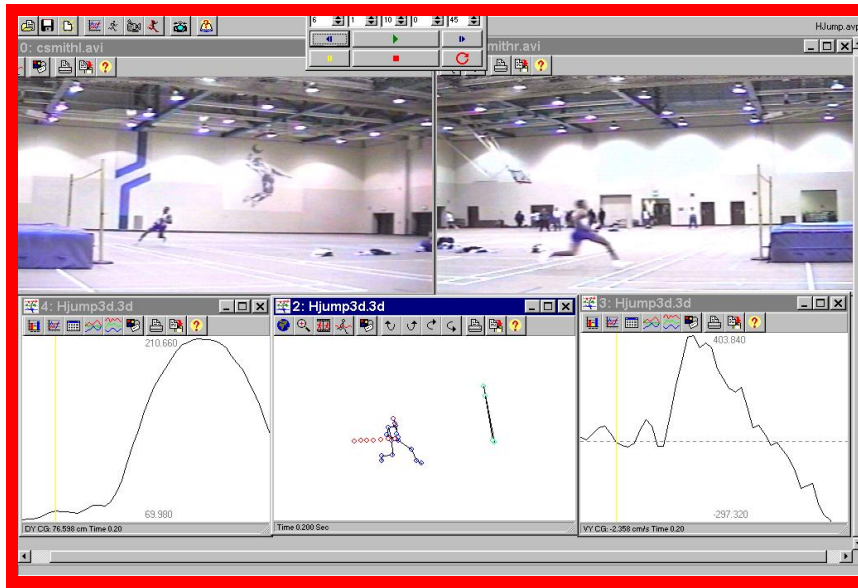 6 1 10 0 45
HJump.avp
0: csmithl.avi
mithr.avi
4: Hjump3d.3d
2: Hjump3d.3d
3: Hjump3d.3d
210.660
403.840
69.980
-297.320
DY CG: 76.598 cm Time 0.20
Time 0.200 Sec
VY CG: -2.358 cm/s Time 0.20